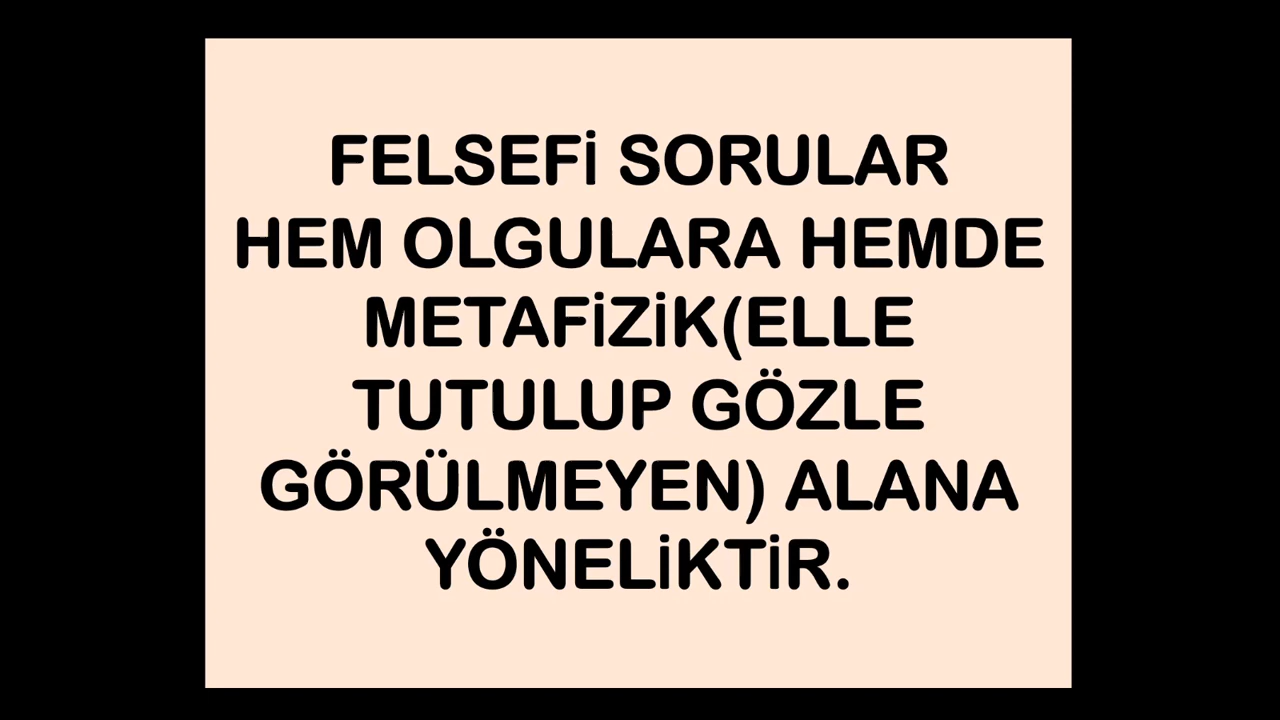 FELSEFİ SORULAR
HEM OLGULARA HEMDE
METAFİZİK(ELLE
TUTULUP GÖZLE
GÖRÜLMEYEN) ALANA
YÖNELİKTİR.